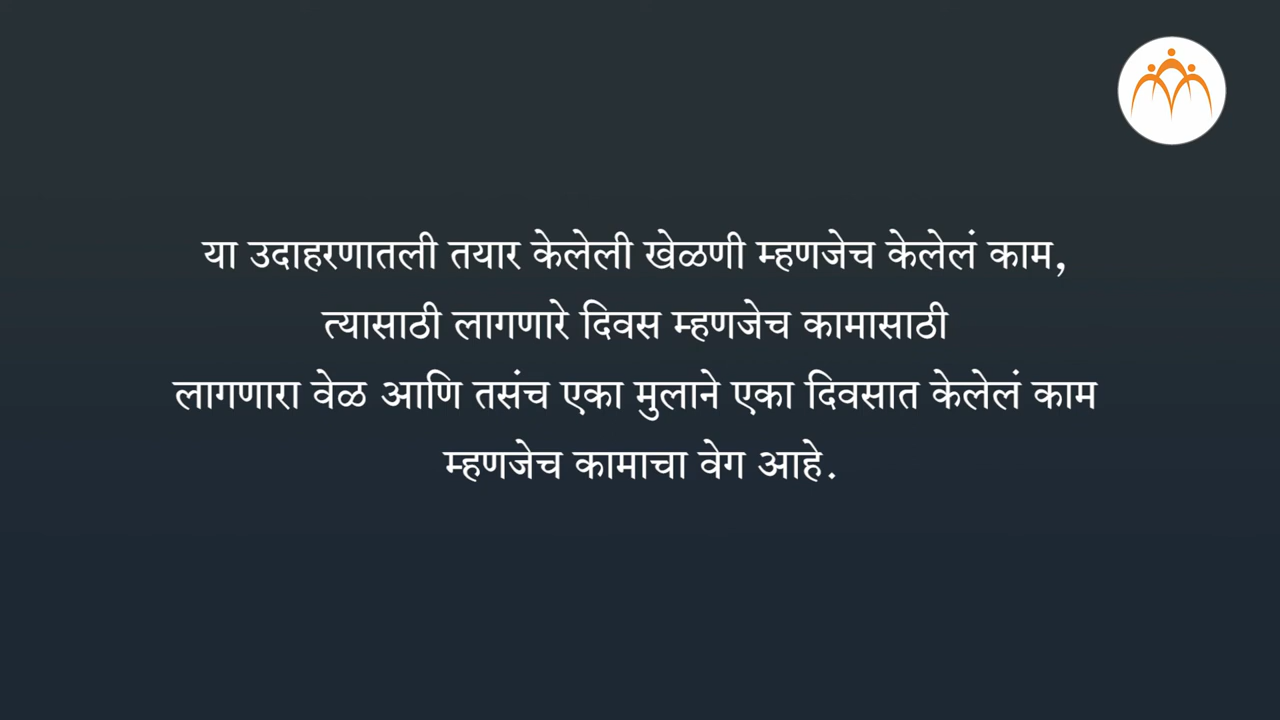 या उदाहरणातली तयार केलेली खेळणी म्हणजेच केलेलं काम,
त्यासाठी लागणारे दिवस म्हणजेच कामासाठी
लागणारा वेळ आणि तसंच एका मुलाने एका दिवसात केलेलं काम
म्हणजेच कामाचा वेग आहे.